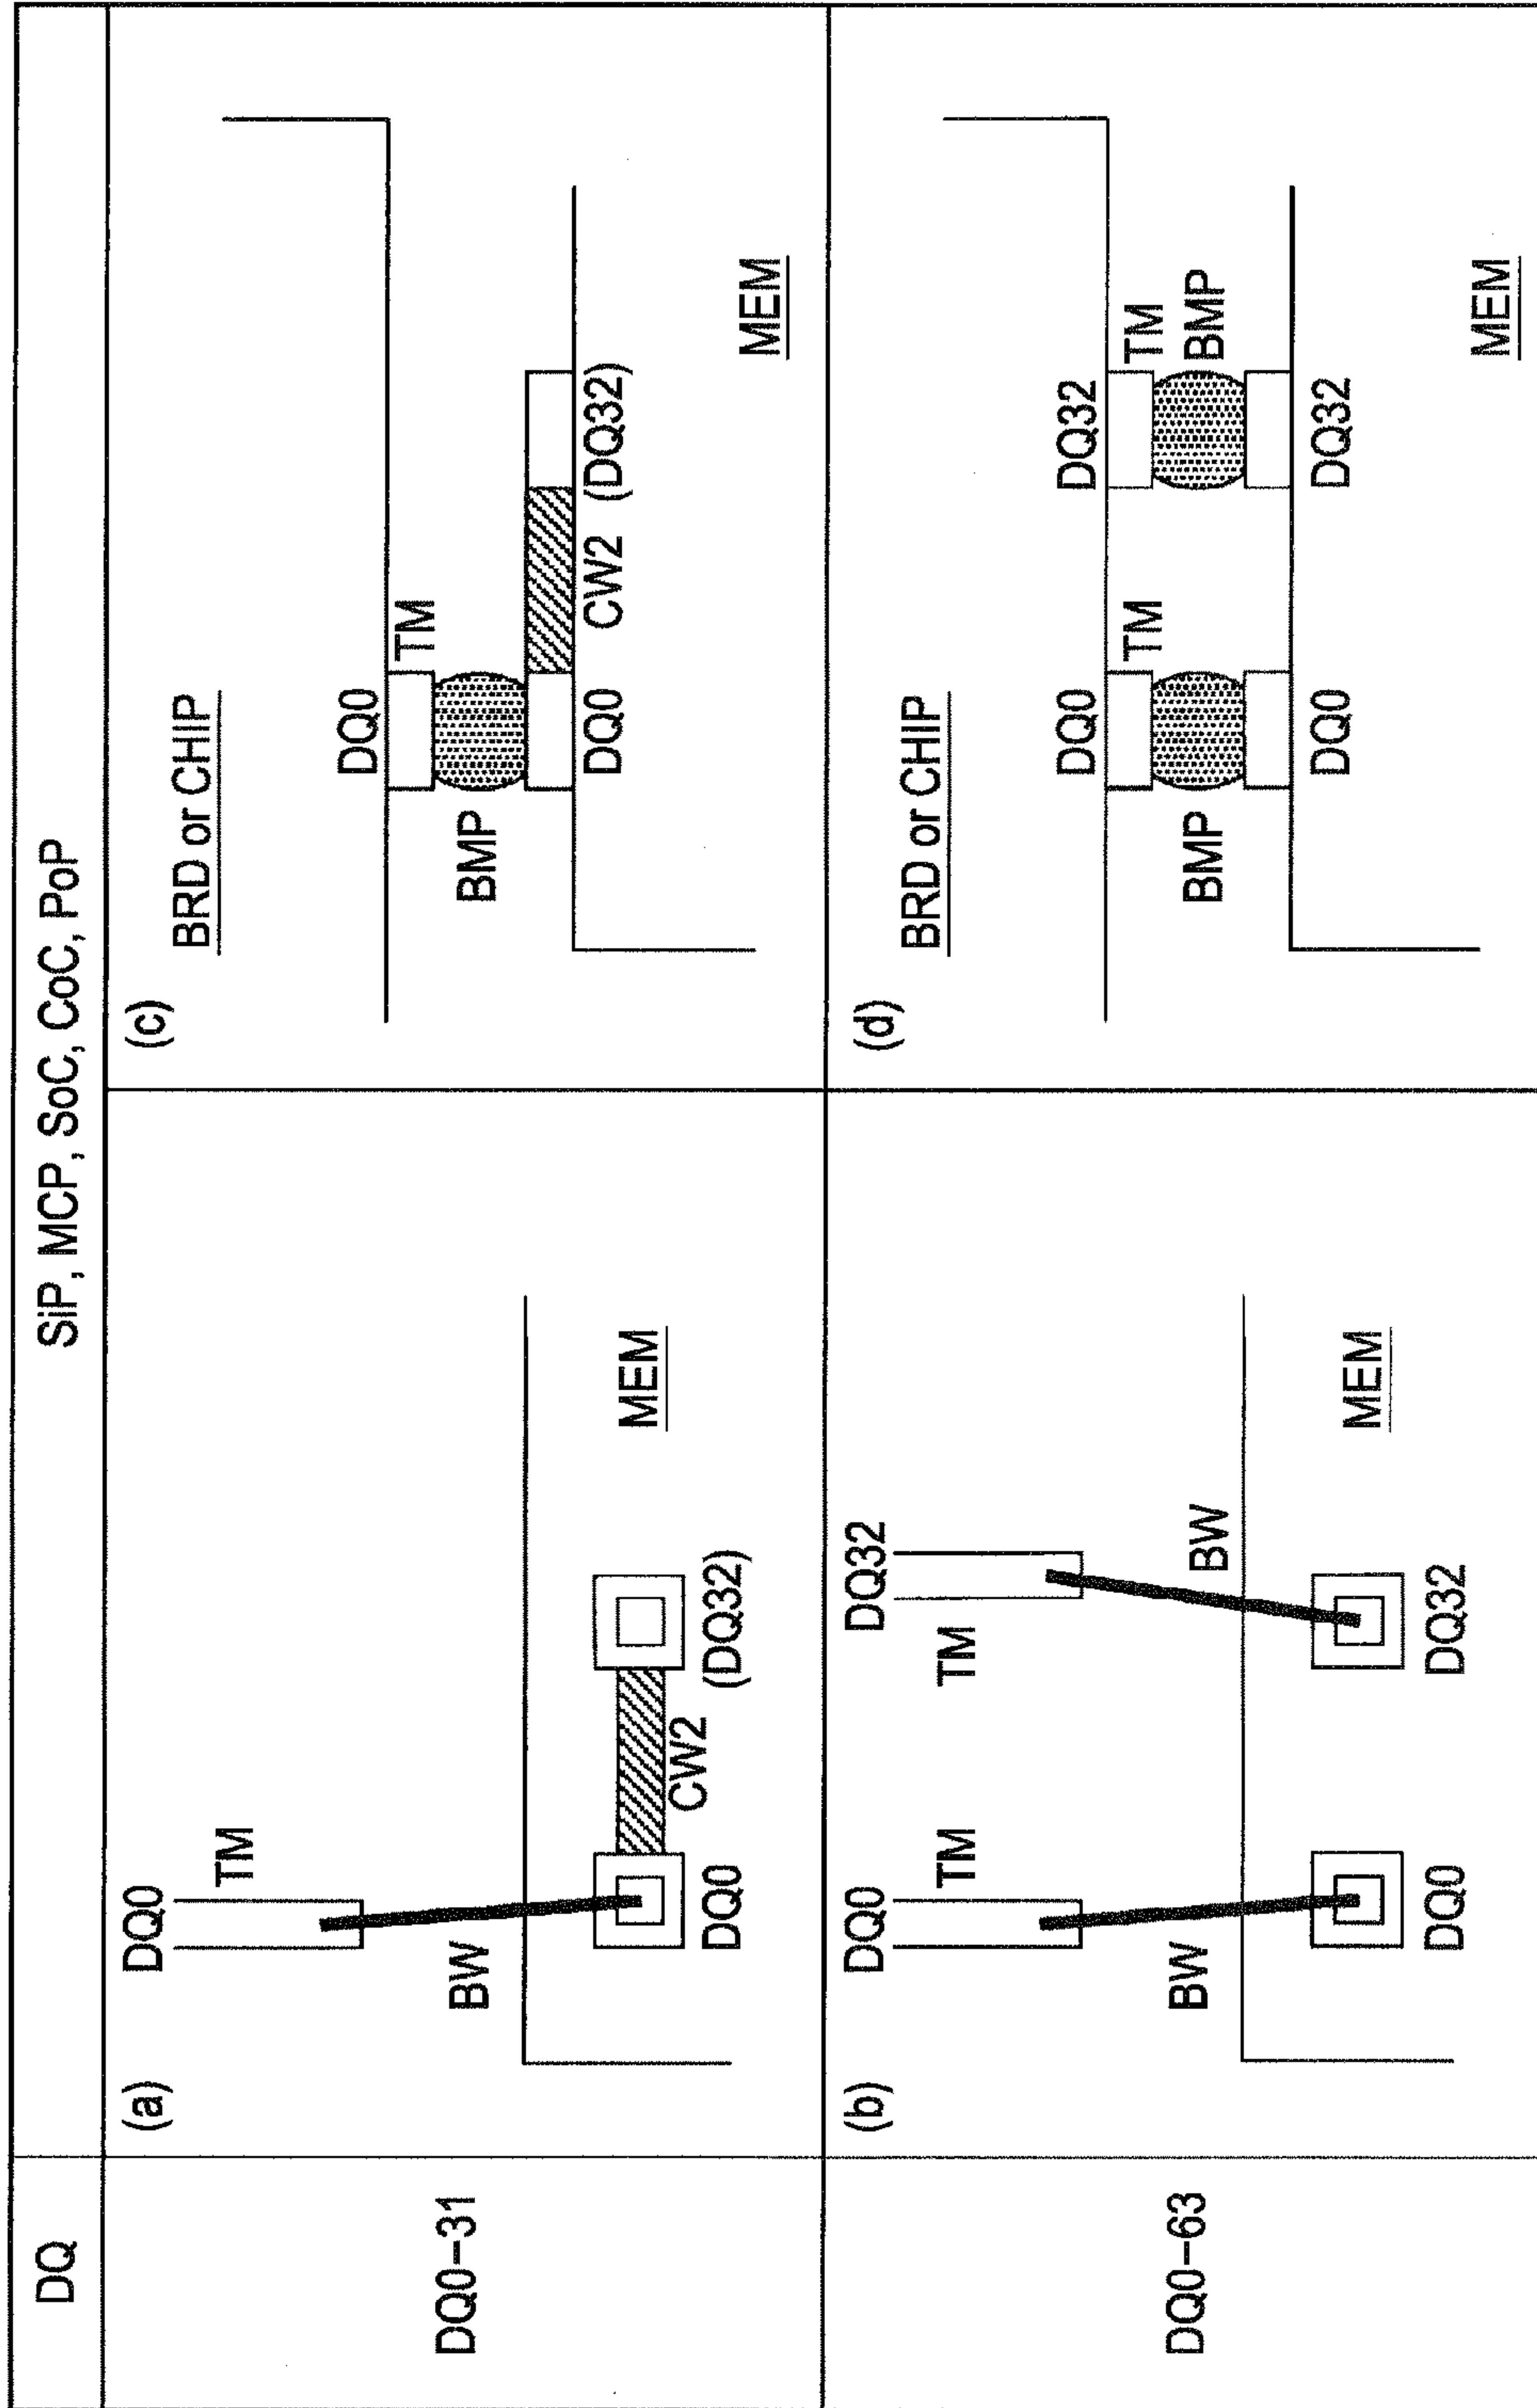 DQ
SiP, MCP, SoC, CoC, PoP
DQ0-31
(a)
DQ0
TM
BW
DQ0
CW2
(DQ32)
MEM
(c)
BRD or CHIP
DQ0
TM
BMP
DQ0
CW2
(DQ32)
MEM
DQ0-63
(b)
DQ0
DQ32
TM
TM
BW
BW
DQ0
DQ32
MEM
(d)
BRD or CHIP
DQ0
DQ32
TM
TM
BMP
BMP
DQ0
DQ32
MEM